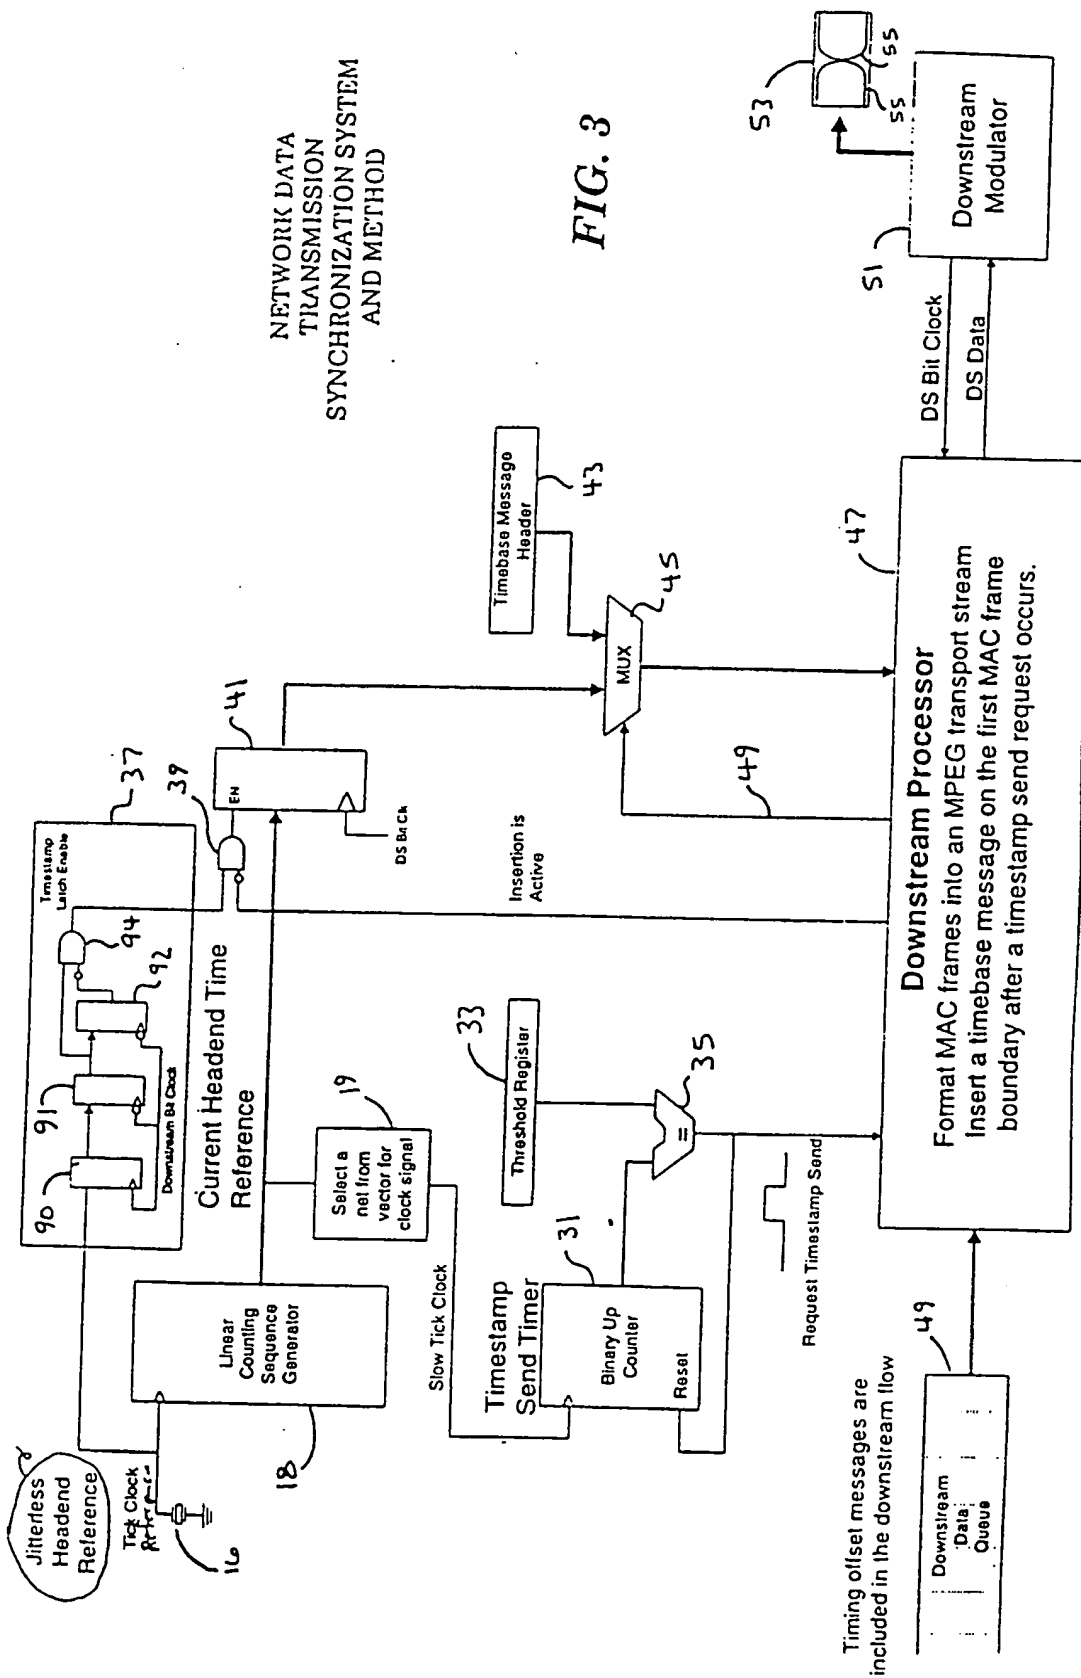 NETWORK DATA
TRANSMISSION
SYNCHRONIZATION SYSTEM
AND METHOD
FIG. 3
Jitterless
Headend
Reference
Tick Clock
16
18
Linear
Counting
Sequence
Generator
90
91
92
94
Downstream Bit Clock
Timestamp
Latch Enable
37
39
Current Headend Time
Reference
EN
41
DS Bit Clk
Insertion is
Active
19
Select a
net from
vector for
clock signal
Slow Tick Clock
Timestamp
Send Timer
31
Binary Up
Counter
Reset
33
Threshold Register
35
=
Request Timestamp Send
Timebase Message
Header
43
MUX
45
49
47
Downstream Processor
Format MAC frames into an MPEG transport stream
Insert a timebase message on the first MAC frame
boundary after a timestamp send request occurs.
Timing offset messages are
included in the downstream flow
49
Downstream
Data
Queue
DS Bit Clock
DS Data
51
Downstream
Modulator
53
55
55